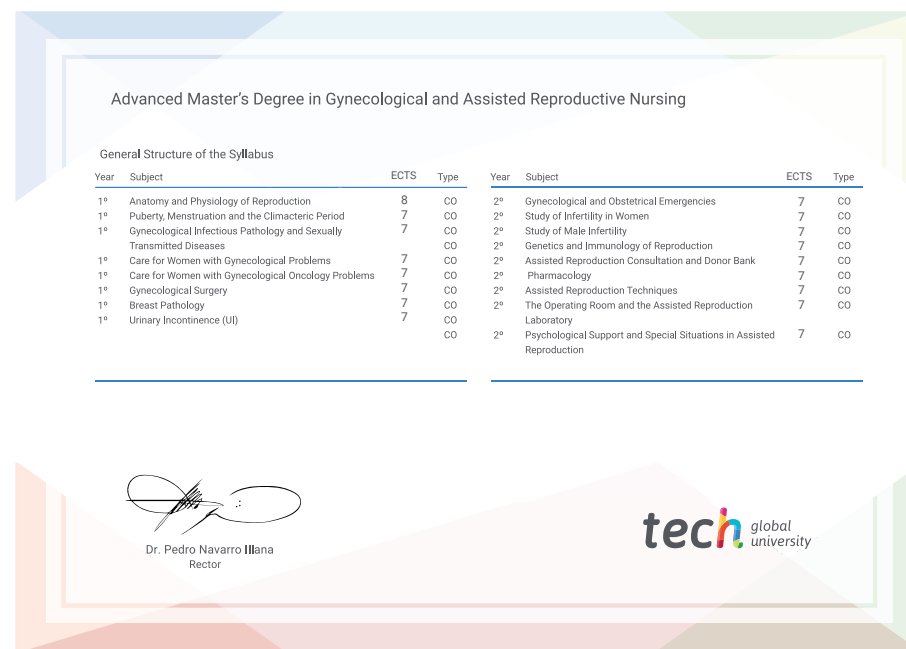 Advanced Master's Degree in Gynecological and Assisted Reproductive Nursing
General Structure of the Syllabus
Year Subject ECTS Type
1º Anatomy and Physiology of Reproduction 8 CO
1º Puberty, Menstruation and the Climacteric Period 7 CO
1º Gynecological Infectious Pathology and Sexually 7 CO
Transmitted Diseases CO
1º Care for Women with Gynecological Problems 7 CO
1º Care for Women with Gynecological Oncology Problems 7 CO
1º Gynecological Surgery 7 CO
1º Breast Pathology 7 CO
1º Urinary Incontinence (UI) 7 CO
CO
Year Subject ECTS Type
2º Gynecological and Obstetrical Emergencies 7 CO
2º Study of Infertility in Women 7 CO
2º Study of Male Infertility 7 CO
2º Genetics and Immunology of Reproduction 7 CO
2º Assisted Reproduction Consultation and Donor Bank 7 CO
2º Pharmacology 7 CO
2º Assisted Reproduction Techniques 7 CO
2º The Operating Room and the Assisted Reproduction 7 CO
Laboratory
2º Psychological Support and Special Situations in Assisted 7 CO
Reproduction
Dr. Pedro Navarro Illana
Rector
tech global
university